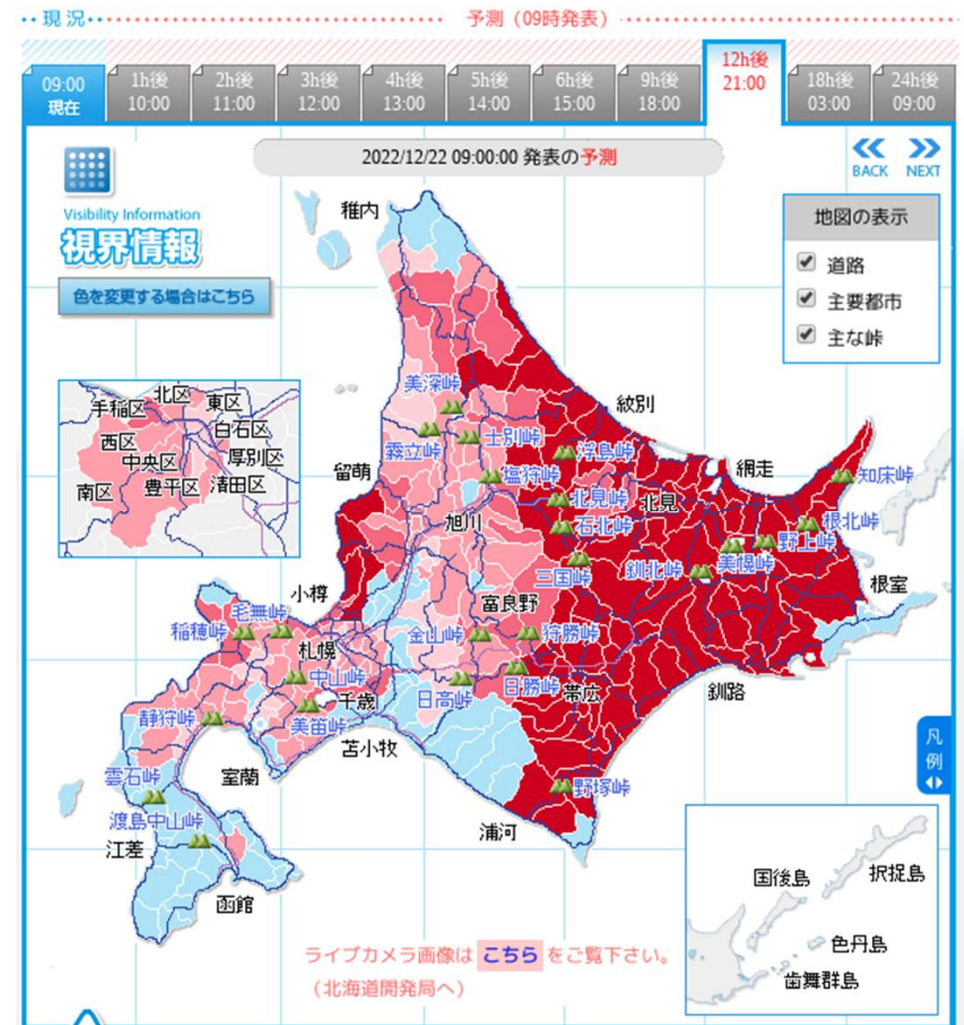 現況
予測（09時発表）
09:00
現在
1h後
10:00
2h後
11:00
3h後
12:00
4h後
13:00
5h後
14:00
6h後
15:00
9h後
18:00
12h後
21:00
18h後
03:00
24h後
09:00
2022/12/22 09:00:00 発表の予測
BACK
NEXT
Visibility Information
視界情報
色を変更する場合はこちら
地図の表示
道路
主要都市
主な峠
稚内
北区
手稲区
東区
白石区
西区
中央区
厚別区
南区
豊平区
清田区
美深峠
紋別
霧立峠
士別峠
浮島峠
留萌
塩狩峠
網走
知床峠
北見峠
北見
旭川
石北峠
根北峠
野上峠
三国峠
釧北峠
美幌峠
根室
小樽
毛無峠
稲穂峠
富良野
札幌
金山峠
狩勝峠
中山峠
日高峠
日勝峠
帯広
釧路
千歳
美笛峠
静狩峠
苫小牧
凡例
室蘭
雲石峠
野塚峠
渡島中山峠
浦河
江差
函館
国後島
択捉島
色丹島
歯舞群島
ライブカメラ画像は こちら をご覧下さい。
（北海道開発局へ）